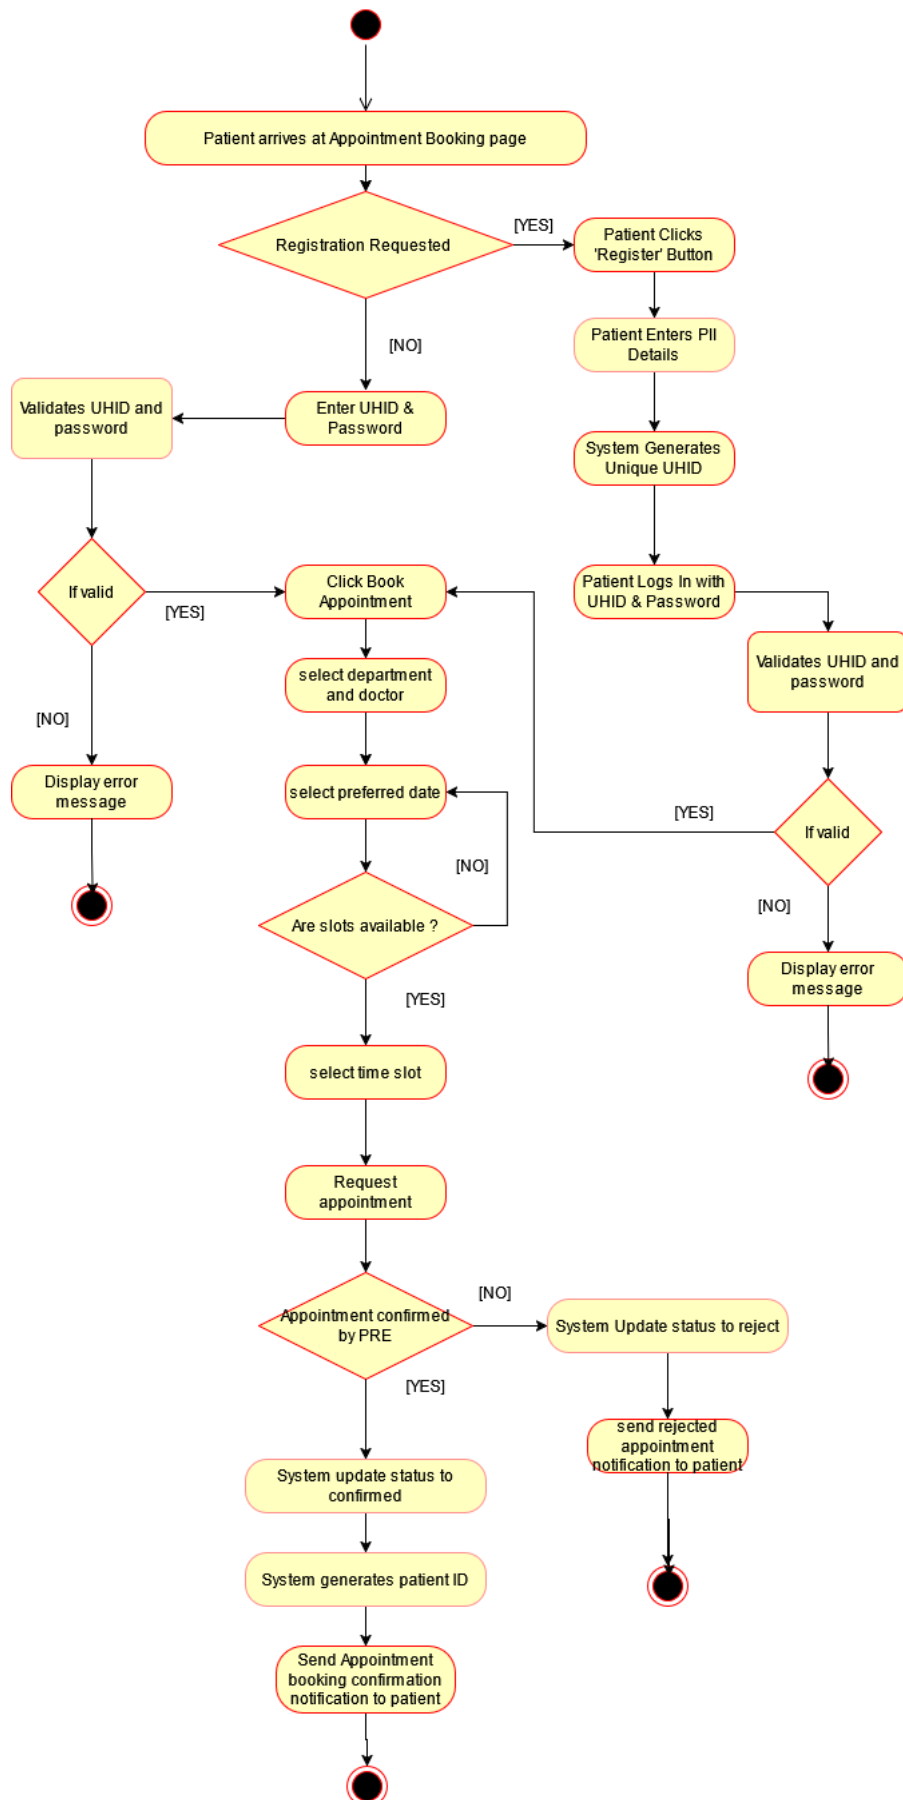 Patient arrives at Appointment Booking page
Registration Requested
[YES]
Patient Clicks
'Register' Button
Patient Enters PII
Details
[NO]
Enter UHID &
Password
Validates UHID and
password
System Generates
Unique UHID
If valid
[YES]
Click Book
Appointment
Patient Logs In with
UHID & Password
Validates UHID and
password
select department
and doctor
[NO]
Display error
message
select preferred date
[YES]
If valid
[NO]
Are slots available ?
[NO]
[YES]
Display error
message
select time slot
Request
appointment
Appointment confirmed
by PRE
[NO]
System Update status to reject
[YES]
send rejected
appointment
notification to patient
System update status to
confirmed
System generates patient ID
Send Appointment
booking confirmation
notification to patient